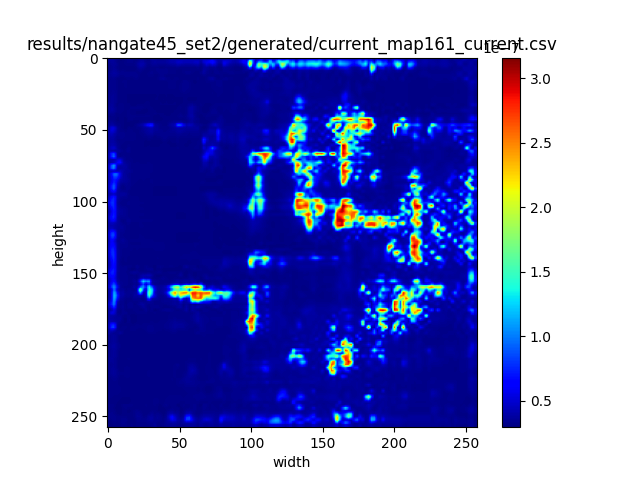 results/nangate45_set2/generated/current_map161_current.csv
1e−7
0
50
100
150
200
250
height
0 50 100 150 200 250
width
3.0
2.5
2.0
1.5
1.0
0.5